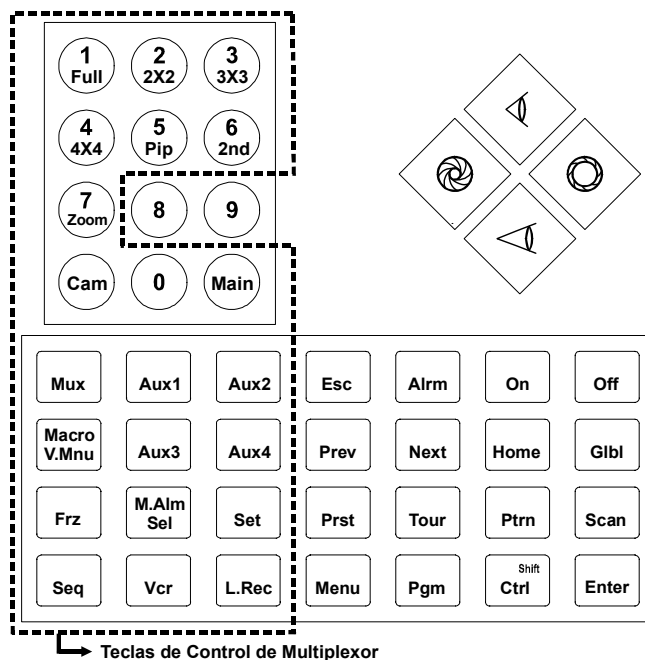 1 2 3
Full 2X2 3X3
4 5 6
4X4 Pip 2nd
7
Zoom 8 9
Cam 0 Main
Mux Aux1 Aux2 Esc Alrm On Off
Macro
V.Mnu Aux3 Aux4 Prev Next Home Glbl
Frz M.Alm
Sel Set Prst Tour Ptrn Scan
Seq Vcr L.Rec Menu Pgm Shift
Ctrl Enter
Teclas de Control de Multiplexor